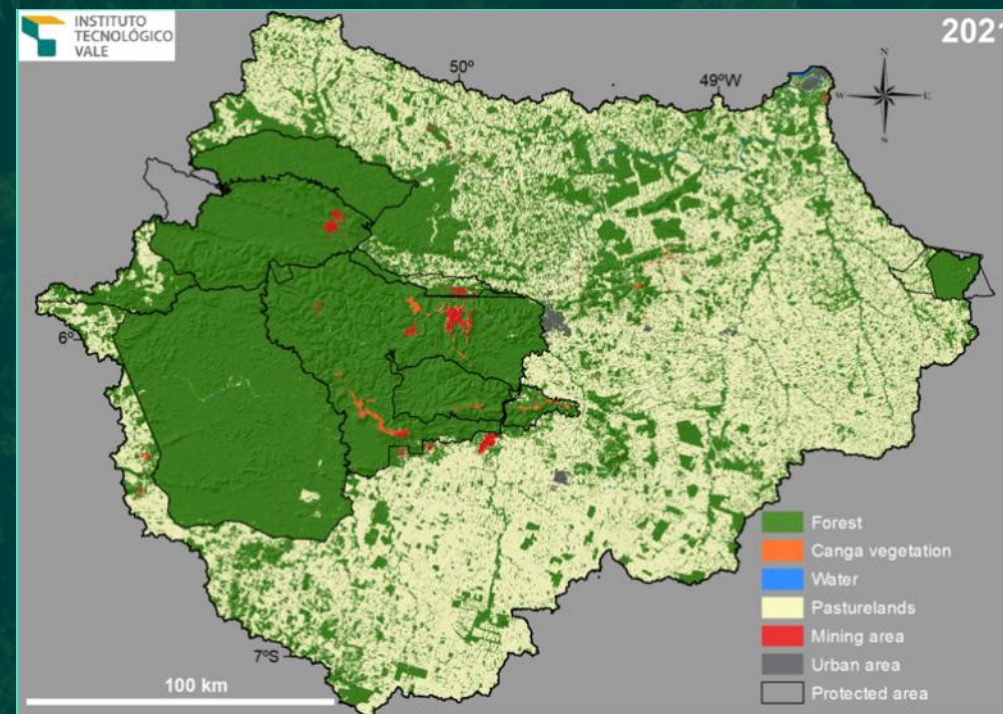 INSTITUTO
TECNOLÓGICO
VALE
2021
50º
49ºW
N
W
E
S
6º
7ºS
100 km
Forest
Canga vegetation
Water
Pasturelands
Mining area
Urban area
Protected area